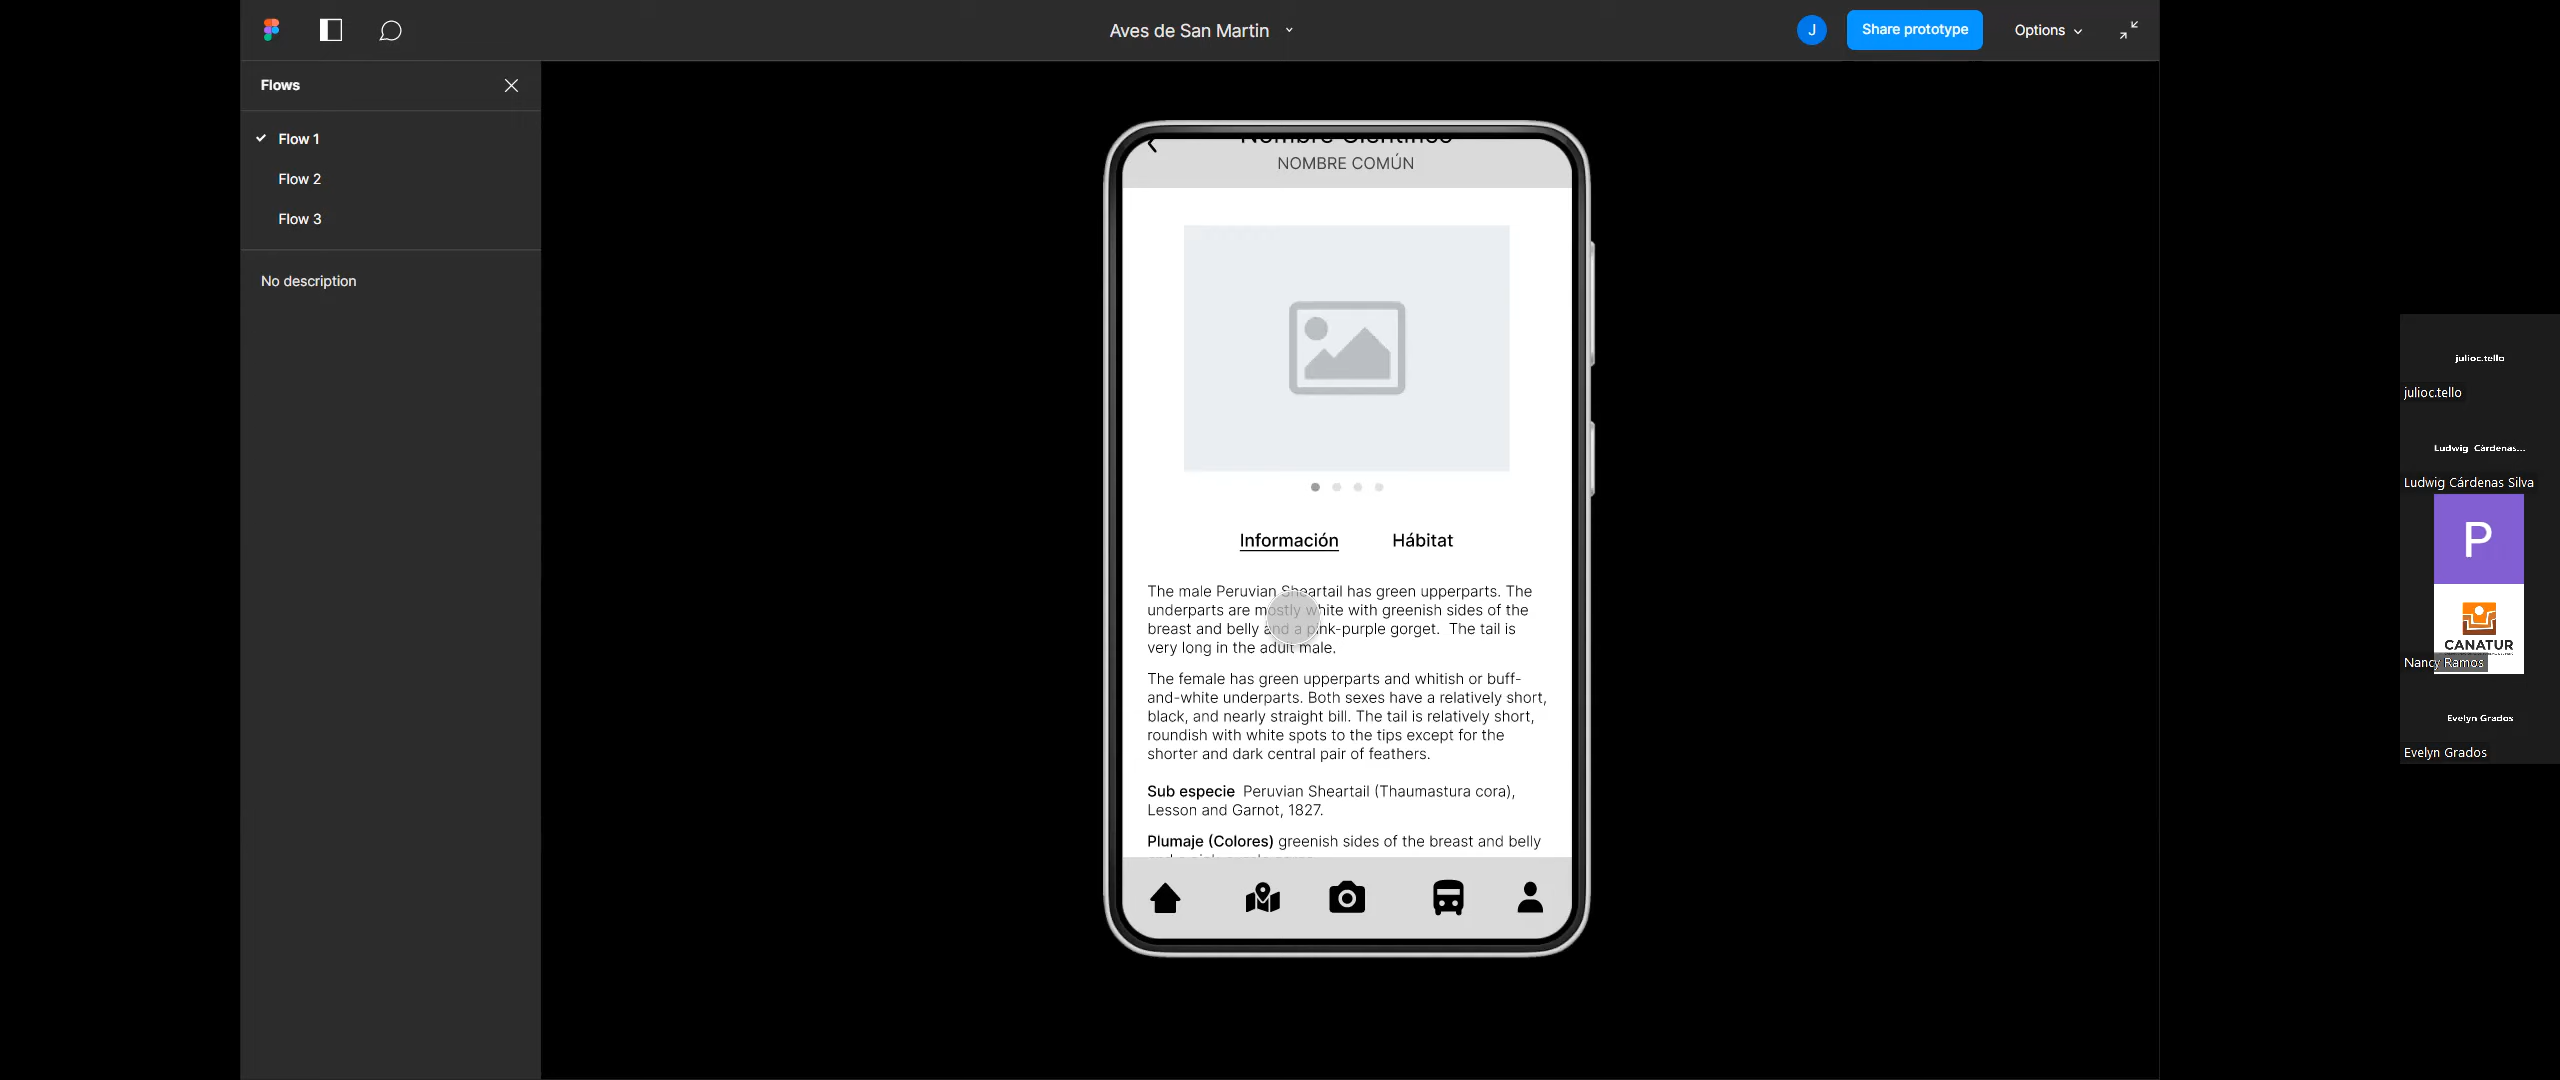 Aves de San Martin
J
Share prototype
Options
Flows
Flow 1
Flow 2
Flow 3
No description
NOMBRE COMÚN
Información
Hábitat
The male Peruvian Sheartail has green upperparts. The
underparts are mostly white with greenish sides of the
breast and belly and a pink-purple gorget. The tail is
very long in the adult male.
The female has green upperparts and whitish or buff-
and-white underparts. Both sexes have a relatively short,
black, and nearly straight bill. The tail is relatively short,
roundish with white spots to the tips except for the
shorter and dark central pair of feathers.
Sub especie Peruvian Sheartail (Thaumastura cora),
Lesson and Garnot, 1827.
Plumaje (Colores) greenish sides of the breast and belly
julioc.tello
julioc.tello
Ludwig Cárdenas...
Ludwig Cárdenas Silva
P
CANATUR
Nancy Ramos
Evelyn Grados
Evelyn Grados